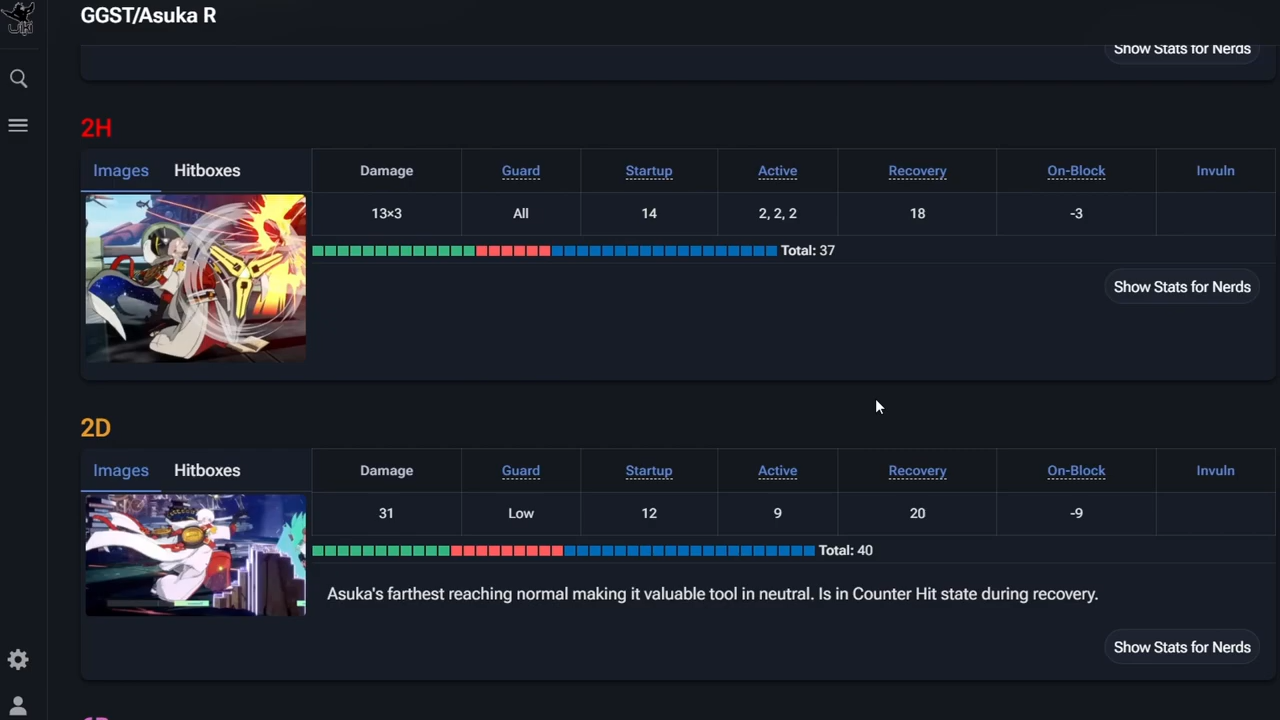 GGST/Asuka R
Show Stats for Nerds
2H
Images Hitboxes Damage Guard Startup Active Recovery On-Block Invuln
13×3 All 14 2, 2, 2 18 -3
Total: 37
Show Stats for Nerds
2D
Images Hitboxes Damage Guard Startup Active Recovery On-Block Invuln
31 Low 12 9 20 -9
Total: 40
Asuka's farthest reaching normal making it valuable tool in neutral. Is in Counter Hit state during recovery.
Show Stats for Nerds